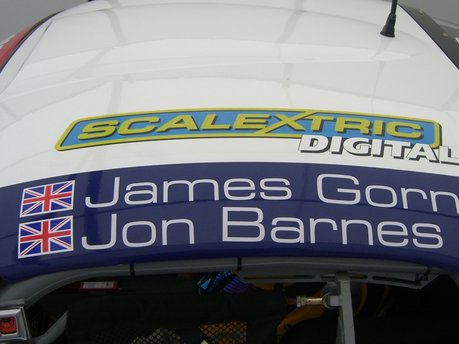 SCALEXTRIC
DIGITAL
James Gorn
Jon Barnes